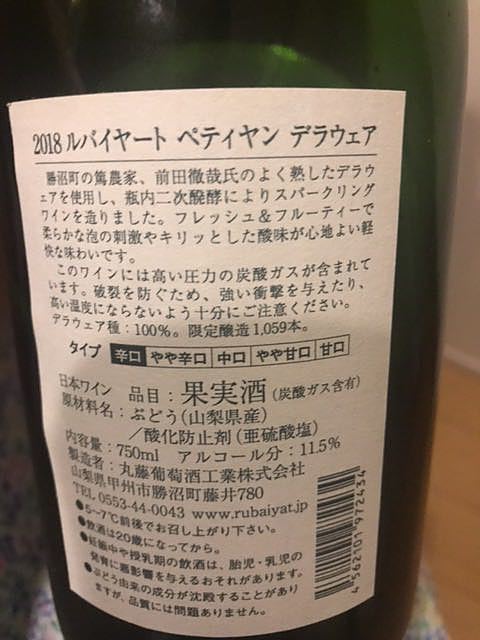 2018 ルバイヤート ペティヤン デラウェア
勝沼町の篤農家、前田徹哉氏のよく熟したデラウ
ェアを使用し、瓶内二次醗酵によりスパークリング
ワインを造りました。フレッシュ＆フルーティーで
柔らかな泡の刺激やキリッとした酸味が心地よい軽
快な味わいです。
このワインには高い圧力の炭酸ガスが含まれて
います。破裂を防ぐため、強い衝撃を与えたり、
高い温度にならないよう十分にご注意ください。
デラウェア種：100%。限定醸造1,059本。
タイプ 辛口 やや辛口 中口 やや甘口 甘口
日本ワイン 品目：果実酒（炭酸ガス含有）
原材料名：ぶどう（山梨県産）
／酸化防止剤（亜硫酸塩）
内容量：750ml アルコール分：11.5%
製造者：丸藤葡萄酒工業株式会社
山梨県甲州市勝沼町藤井780
TEL 0553-44-0043 www.rubaiyat.jp
●5～7℃前後でお召し上がり下さい。
●飲酒は20歳になってから。
●妊娠中や授乳期の飲酒は、胎児・乳児の
発育に悪影響を与えるおそれがあります。
●ぶどう由来の成分が沈殿することがあり
ますが、品質には問題ありません。
4 562101 972434